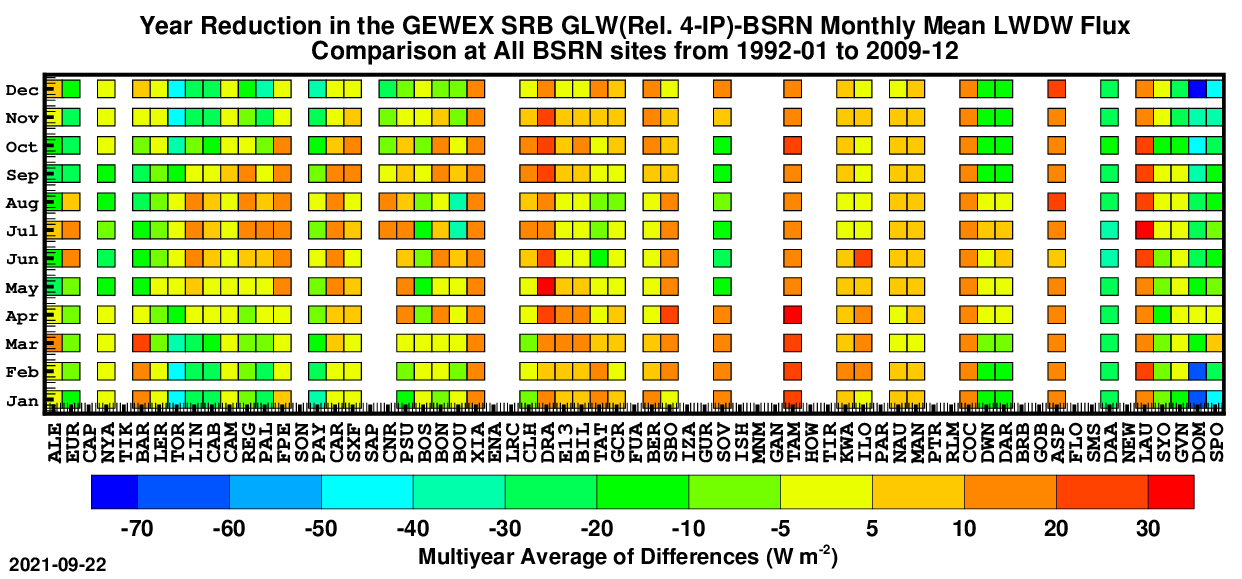 Year Reduction in the GEWEX SRB GLW(Rel. 4-IP)-BSRN Monthly Mean LWDW Flux
Comparison at All BSRN sites from 1992-01 to 2009-12
Dec
Nov
Oct
Sep
Aug
Jul
Jun
May
Apr
Mar
Feb
Jan
ALE EUR CAP NYA TIK BAR LER TOR LIN CAB CAM REG PAL FPE SON PAY CAR SXF SAP CNR PSU BOS BON BOU XIA ENA LRC CLH DRA E13 BIL TAT GCR FUA BER SBO IZA GUR SOV ISH MNM GAN TAM HOW TIR KWA ILO PAR NAU MAN PTR RLM COC DWN DAR BRB GOB ASP FLO SMS DAA NEW LAU SYO GVN DOM SPO
-70 -60 -50 -40 -30 -20 -10 -5 5 10 20 30
Multiyear Average of Differences (W m⁻²)
2021-09-22